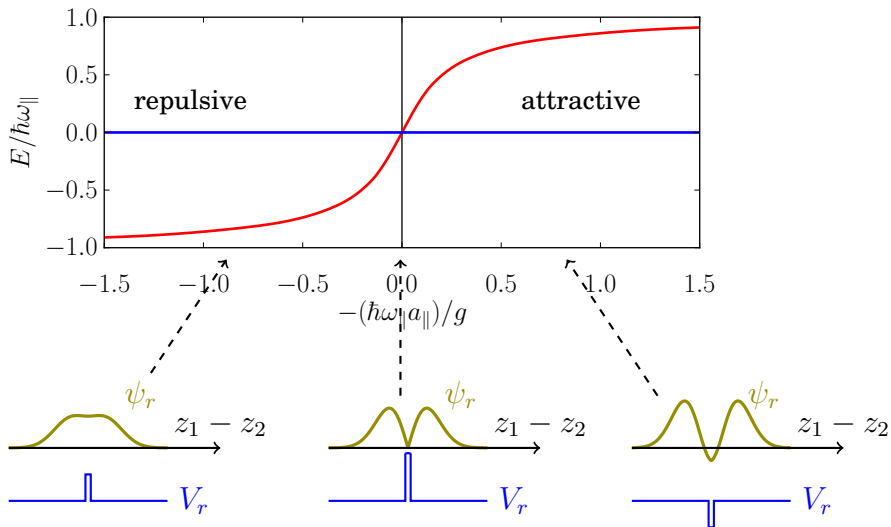 1.0
0.5
0.0
−0.5
−1.0
E/ℏω∥
repulsive attractive
−1.5 −1.0 −0.5 0.0 0.5 1.0 1.5
−(ℏω∥a∥)/g
ψr ψr ψr
z1 − z2 z1 − z2 z1 − z2
Vr Vr Vr